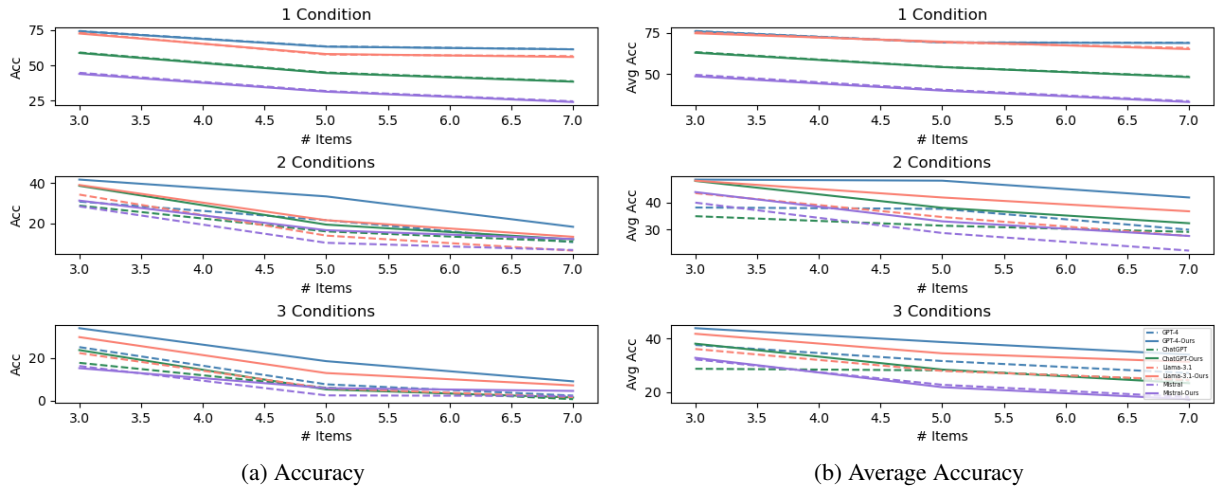 1 Condition
Acc
75
50
25
3.0 3.5 4.0 4.5 5.0 5.5 6.0 6.5 7.0
# Items
2 Conditions
Acc
40
20
3.0 3.5 4.0 4.5 5.0 5.5 6.0 6.5 7.0
# Items
3 Conditions
Acc
20
0
3.0 3.5 4.0 4.5 5.0 5.5 6.0 6.5 7.0
# Items
(a) Accuracy
1 Condition
Avg Acc
75
50
3.0 3.5 4.0 4.5 5.0 5.5 6.0 6.5 7.0
# Items
2 Conditions
Avg Acc
40
30
3.0 3.5 4.0 4.5 5.0 5.5 6.0 6.5 7.0
# Items
3 Conditions
Avg Acc
40
20
GPT-4
GPT-4-Ours
ChatGPT
ChatGPT-Ours
Llama-3.1
Llama-3.1-Ours
Mistral
Mistral-Ours
3.0 3.5 4.0 4.5 5.0 5.5 6.0 6.5 7.0
# Items
(b) Average Accuracy